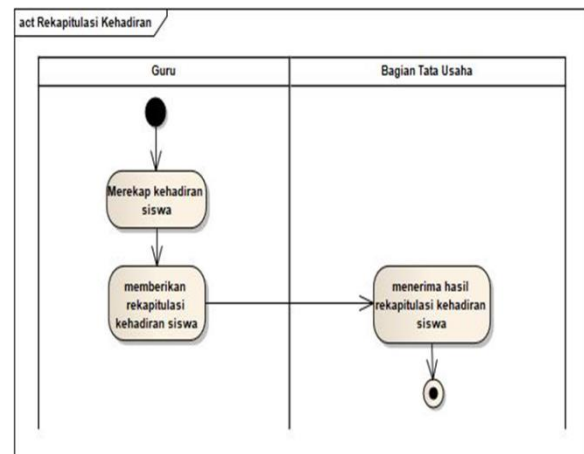 act Rekapitulasi Kehadiran
Guru
Bagian Tata Usaha
Merekap kehadiran
siswa
memberikan
rekapitulasi
kehadiran siswa
menerima hasil
rekapitulasi kehadiran
siswa